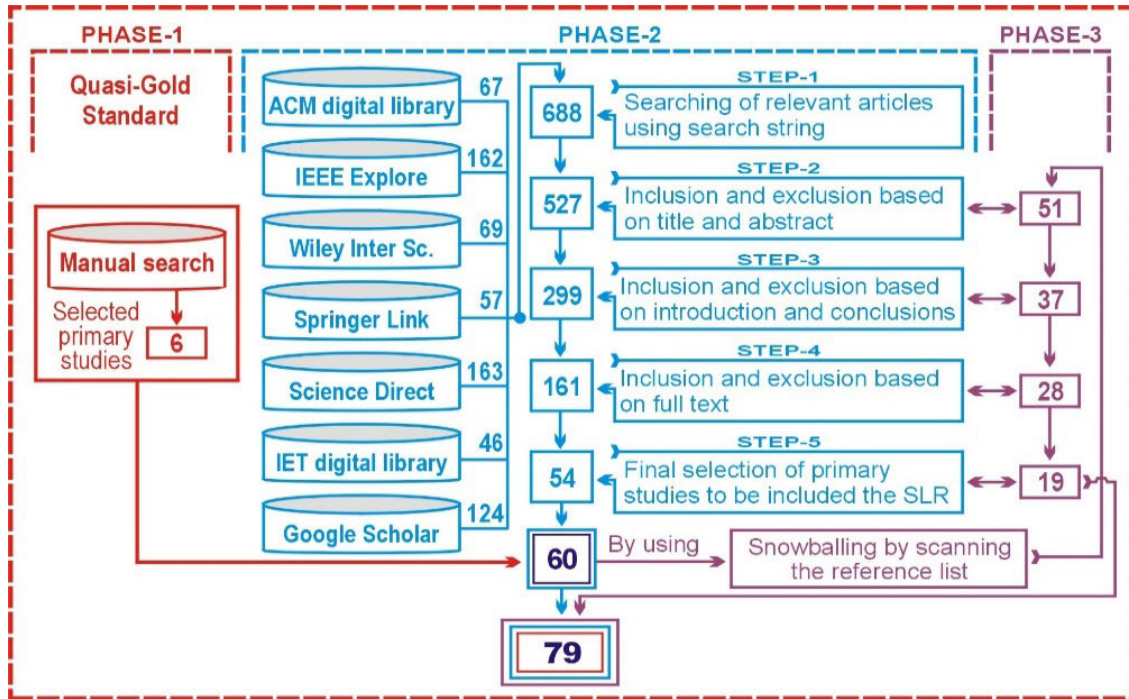 PHASE-1
Quasi-Gold
Standard
Manual search
Selected
primary
studies
6
PHASE-2
ACM digital library
67
IEEE Explore
162
Wiley Inter Sc.
69
Springer Link
57
Science Direct
163
IET digital library
46
Google Scholar
124
688
STEP-1
Searching of relevant articles
using search string
527
STEP-2
Inclusion and exclusion based
on title and abstract
299
STEP-3
Inclusion and exclusion based
on introduction and conclusions
161
STEP-4
Inclusion and exclusion based
on full text
54
STEP-5
Final selection of primary
studies to be included the SLR
60
By using
Snowballing by scanning
the reference list
79
PHASE-3
51
37
28
19